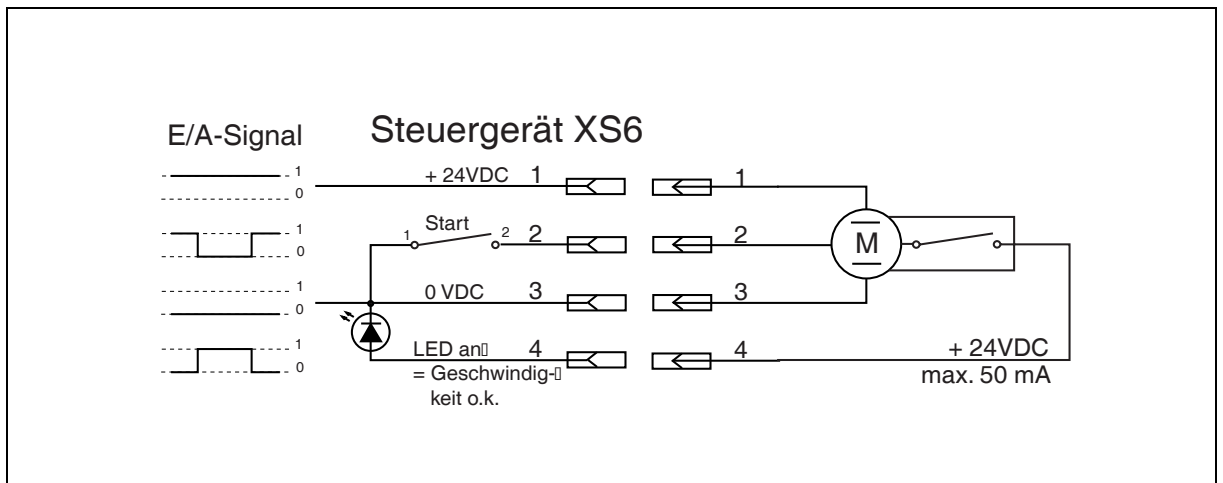 E/A-Signal
Steuergerät XS6
1
0
+ 24VDC
1
1
1
0
1
Start
2
2
2
M
1
0
0 VDC
3
3
1
0
LED an
= Geschwindig-
keit o.k.
4
4
+ 24VDC
max. 50 mA